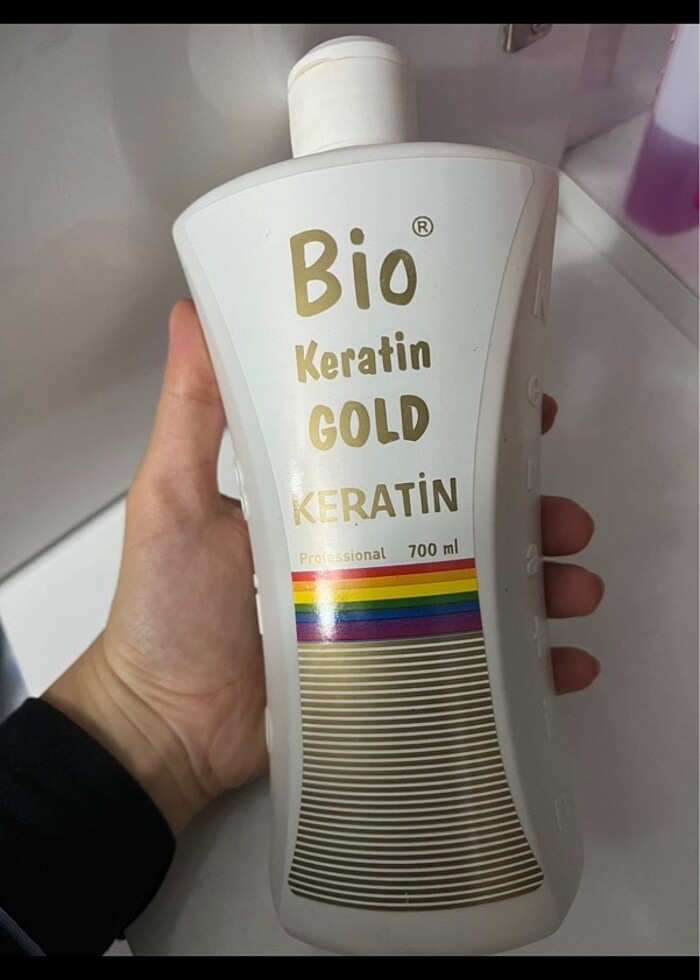 Bio®
Keratin
GOLD
KERATİN
Professional 700 ml